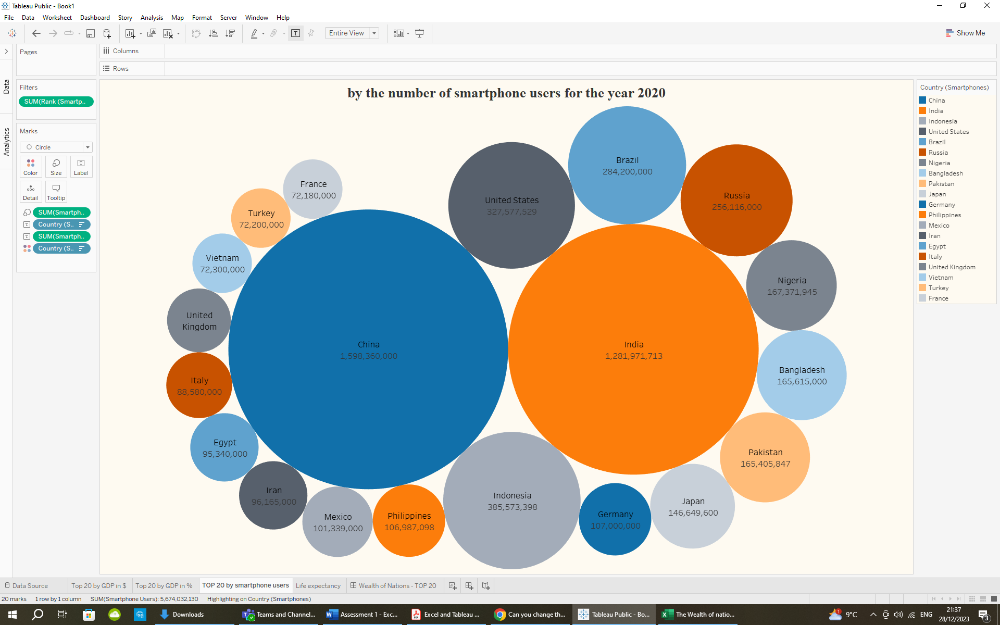 Tableau Public - Book1
File Data Worksheet Dashboard Story Analysis Map Format Server Window Help
Entire View
Show Me
Pages
Columns
Rows
Data
Analytics
Filters
SUM(Rank (Smartp..
Marks
Circle
Color Size Label
Detail Tooltip
SUM(Smartph..
Country (S..
SUM(Smartph..
Country (S..
by the number of smartphone users for the year 2020
Brazil
284,200,000
Russia
256,116,000
United States
327,577,529
France
72,180,000
Turkey
72,200,000
Vietnam
72,300,000
United
Kingdom
Nigeria
167,371,945
China
1,598,360,000
India
1,281,971,713
Bangladesh
165,615,000
Italy
88,580,000
Egypt
95,340,000
Pakistan
165,405,847
Iran
96,165,000
Mexico
101,339,000
Philippines
106,987,098
Indonesia
385,573,398
Germany
107,000,000
Japan
146,649,600
Country (Smartphones)
China
India
Indonesia
United States
Brazil
Russia
Nigeria
Bangladesh
Pakistan
Japan
Germany
Philippines
Mexico
Iran
Egypt
Italy
United Kingdom
Vietnam
Turkey
France
Data Source Top 20 by GDP in $ Top 20 by GDP in % TOP 20 by smartphone users Life expectancy Wealth of Nations - TOP 20
20 marks 1 row by 1 column SUM(Smartphone Users): 5,674,032,130 Highlighting on Country (Smartphones)
Downloads Teams and Channel... Assessment 1 - Exc... Excel and Tableau ... Can you change th... Tableau Public - Bo... The Wealth of natio... 1 9°C ENG
21:37
28/12/2023
3